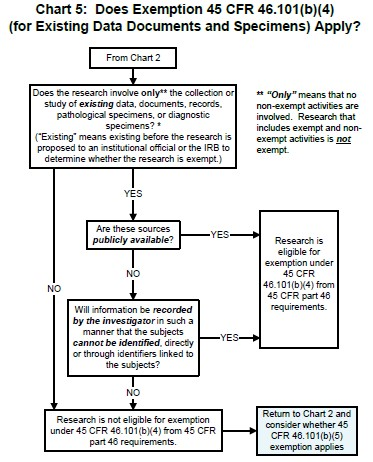 Chart 5:  Does Exemption 45 CFR 46.101(b)(4)
(for Existing Data Documents and Specimens) Apply?
From Chart 2
Does the research involve only** the collection or
study of existing data, documents, records,
pathological specimens, or diagnostic
specimens? *
("Existing" means existing before the research is
proposed to an institutional official or the IRB to
determine whether the research is exempt.)
** "Only" means that no
non-exempt activities are
involved.  Research that
includes exempt and non-
exempt activities is not
exempt.
YES
Are these sources
publicly available?
YES
Research is
eligible for
exemption under
45 CFR
46.101(b)(4) from
45 CFR part 46
requirements.
NO
NO
Will information be recorded
by the investigator in such a
manner that the subjects
cannot be identified, directly
or through identifiers linked to
the subjects?
YES
NO
Research is not eligible for exemption
under 45 CFR 46.101(b)(4) from 45 CFR
part 46 requirements.
Return to Chart 2 and
consider whether 45
CFR 46.101(b)(5)
exemption applies